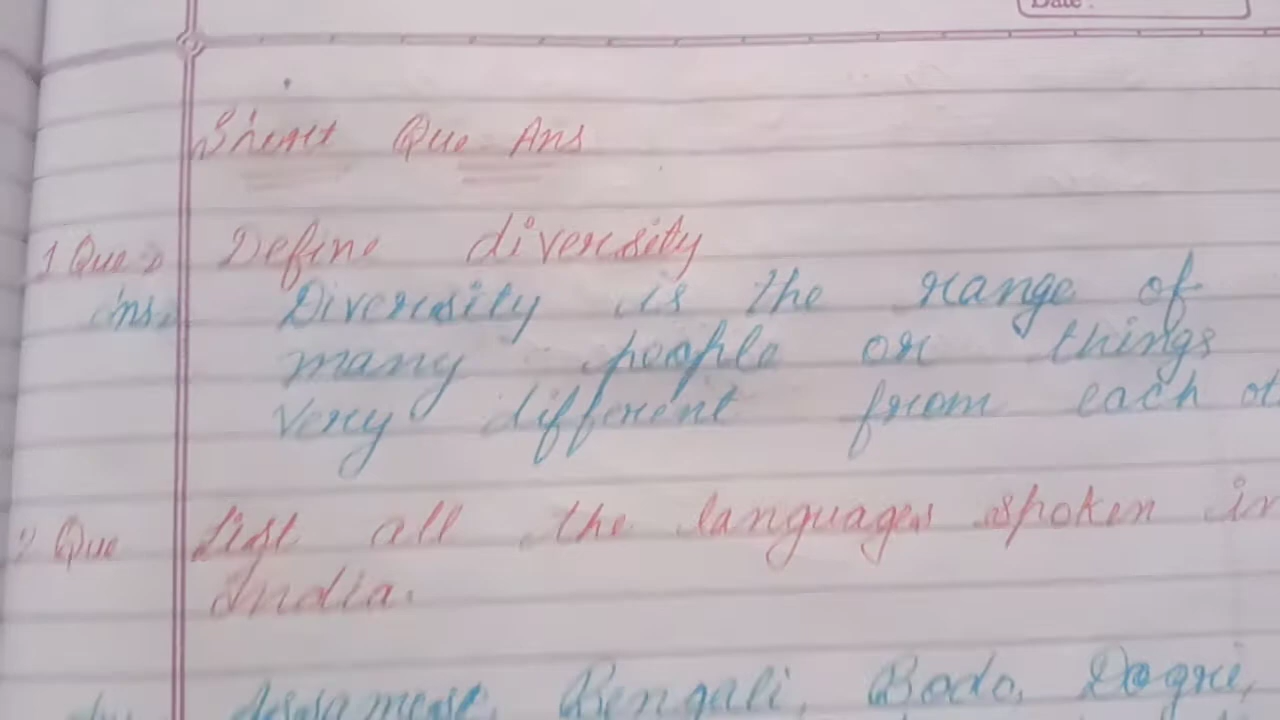 Date :
Short Que Ans
1 Que Define diversity
Ans. Diversity is the range of
many people or things
very different from each ot
2 Que List all the languages spoken in
India.
Assamese, Bengali, Bodo, Dogri,